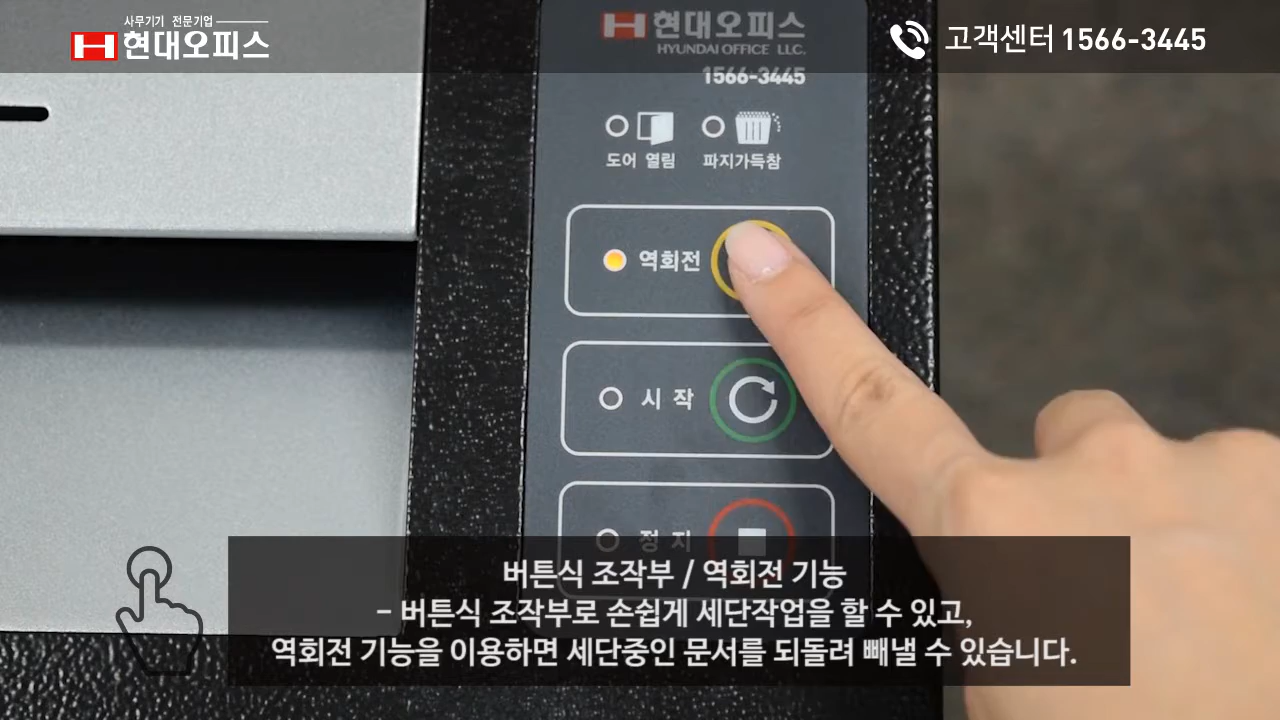 사무기기 전문기업
현대오피스
고객센터 1566-3445
현대오피스
HYUNDAI OFFICE LLC.
1566-3445
도어 열림
파지가득참
역회전
시 작
정 지
버튼식 조작부 / 역회전 기능
- 버튼식 조작부로 손쉽게 세단작업을 할 수 있고,
역회전 기능을 이용하면 세단중인 문서를 되돌려 빼낼 수 있습니다.